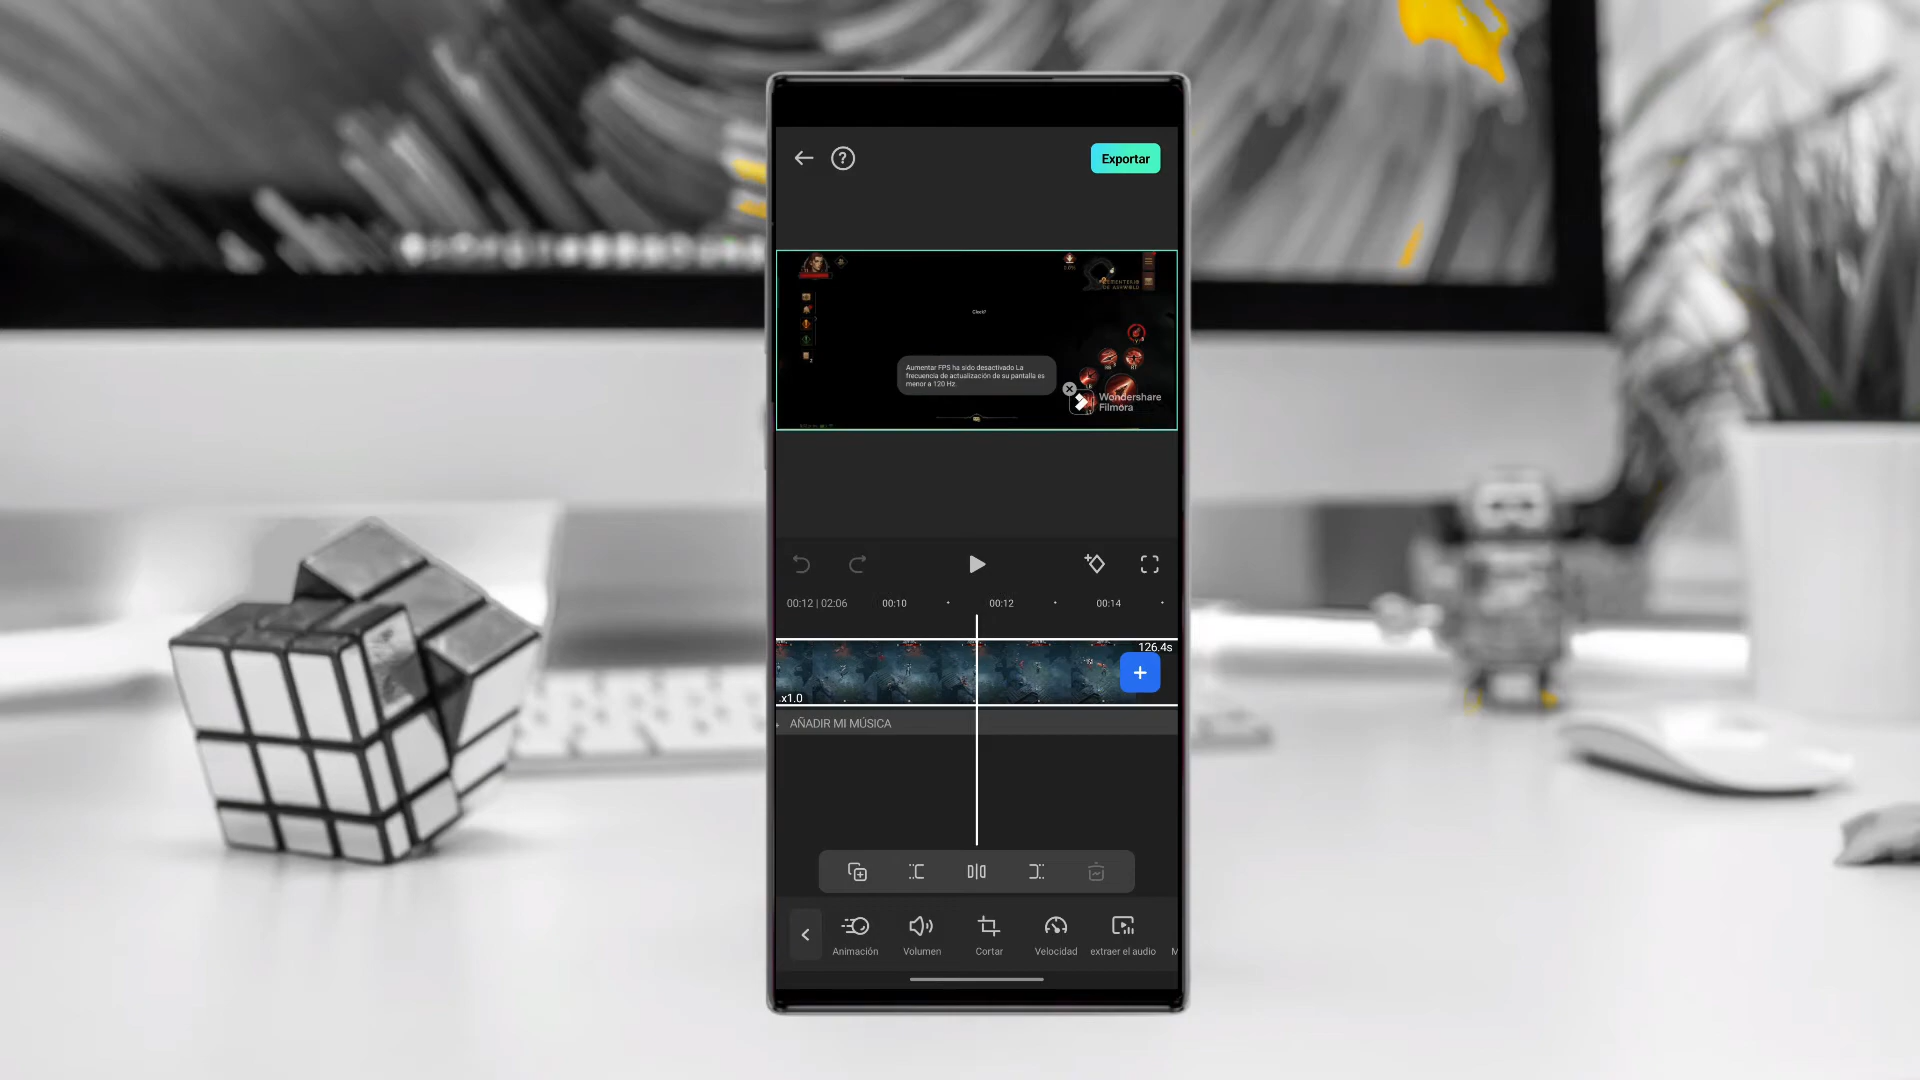 Exportar
Clock?
Aumentar FPS ha sido desactivado La
frecuencia de actualización de su pantalla es
menor a 120 Hz.
Wondershare
Filmora
00:12 | 02:06
00:10
00:12
00:14
126.4s
x1.0
AÑADIR MI MÚSICA
Animación
Volumen
Cortar
Velocidad
extraer el audio
M